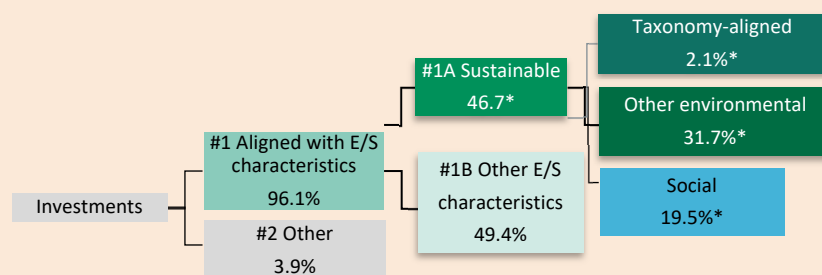 Taxonomy-aligned
2.1%*
#1A Sustainable
46.7*
Other environmental
31.7%*
#1 Aligned with E/S
characteristics
96.1%
#1B Other E/S
characteristics
49.4%
Social
19.5%*
Investments
#2 Other
3.9%